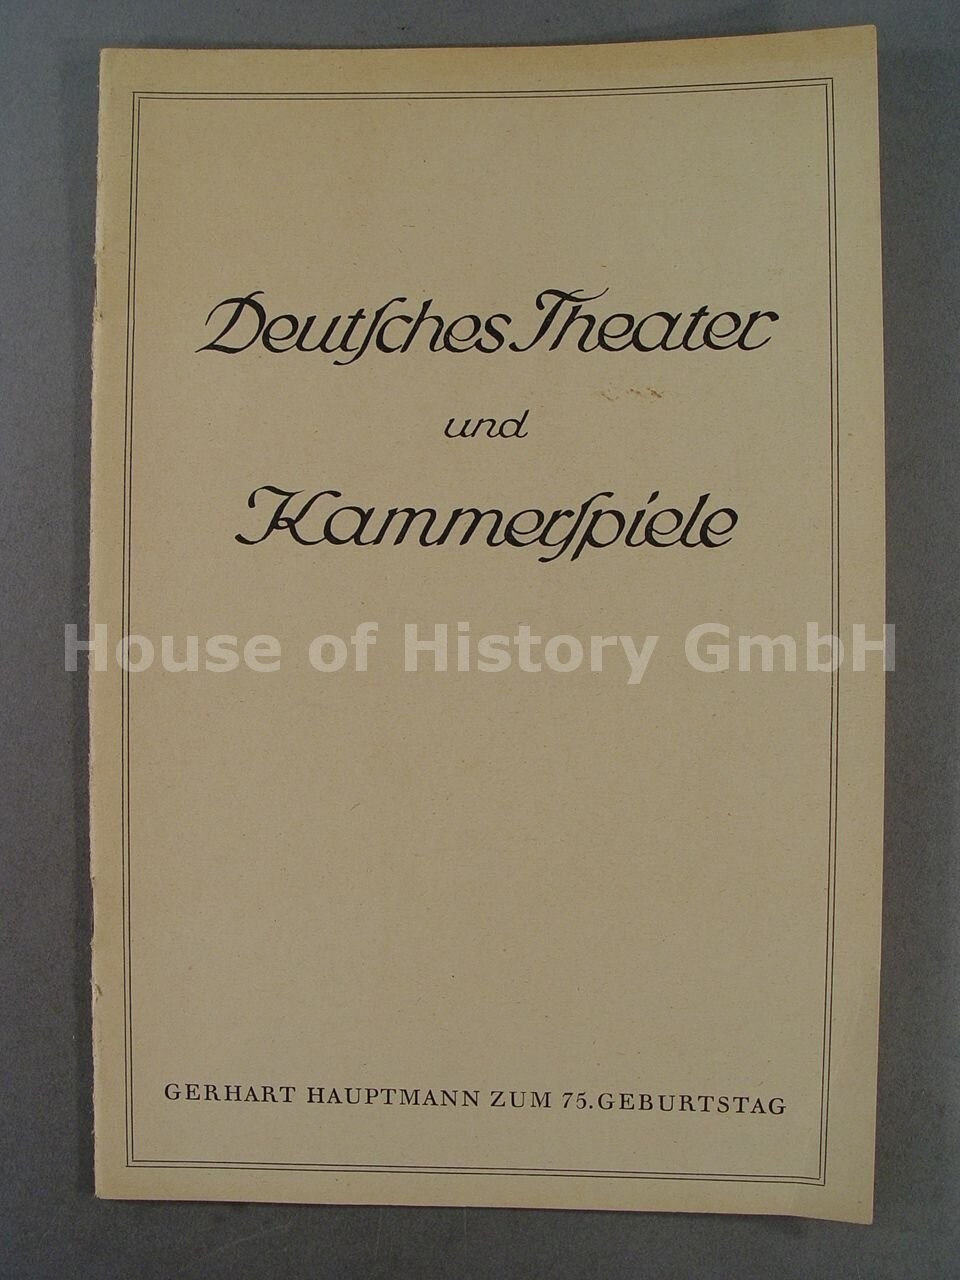 Deutſches Theater
und
Kammerſpiele
House of History GmbH
GERHART HAUPTMANN ZUM 75. GEBURTSTAG